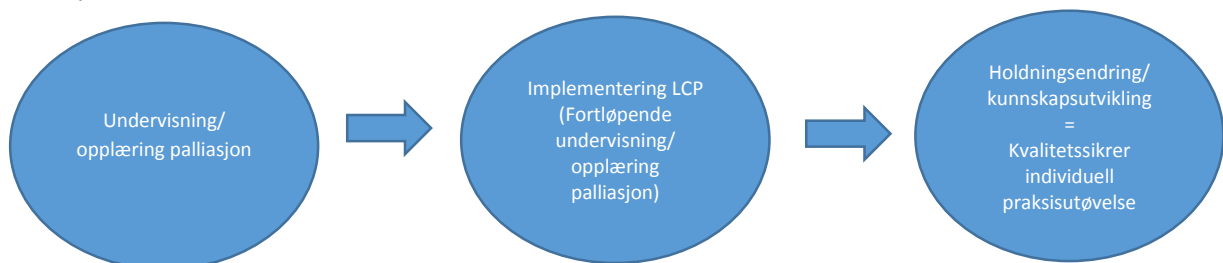 Undervisning/
opplæring palliasjon
Implementering LCP
(Fortløpende
undervisning/
opplæring
palliasjon)
Holdningsendring/
kunnskapsutvikling
=
Kvalitetssikrer
individuell
praksisutøvelse